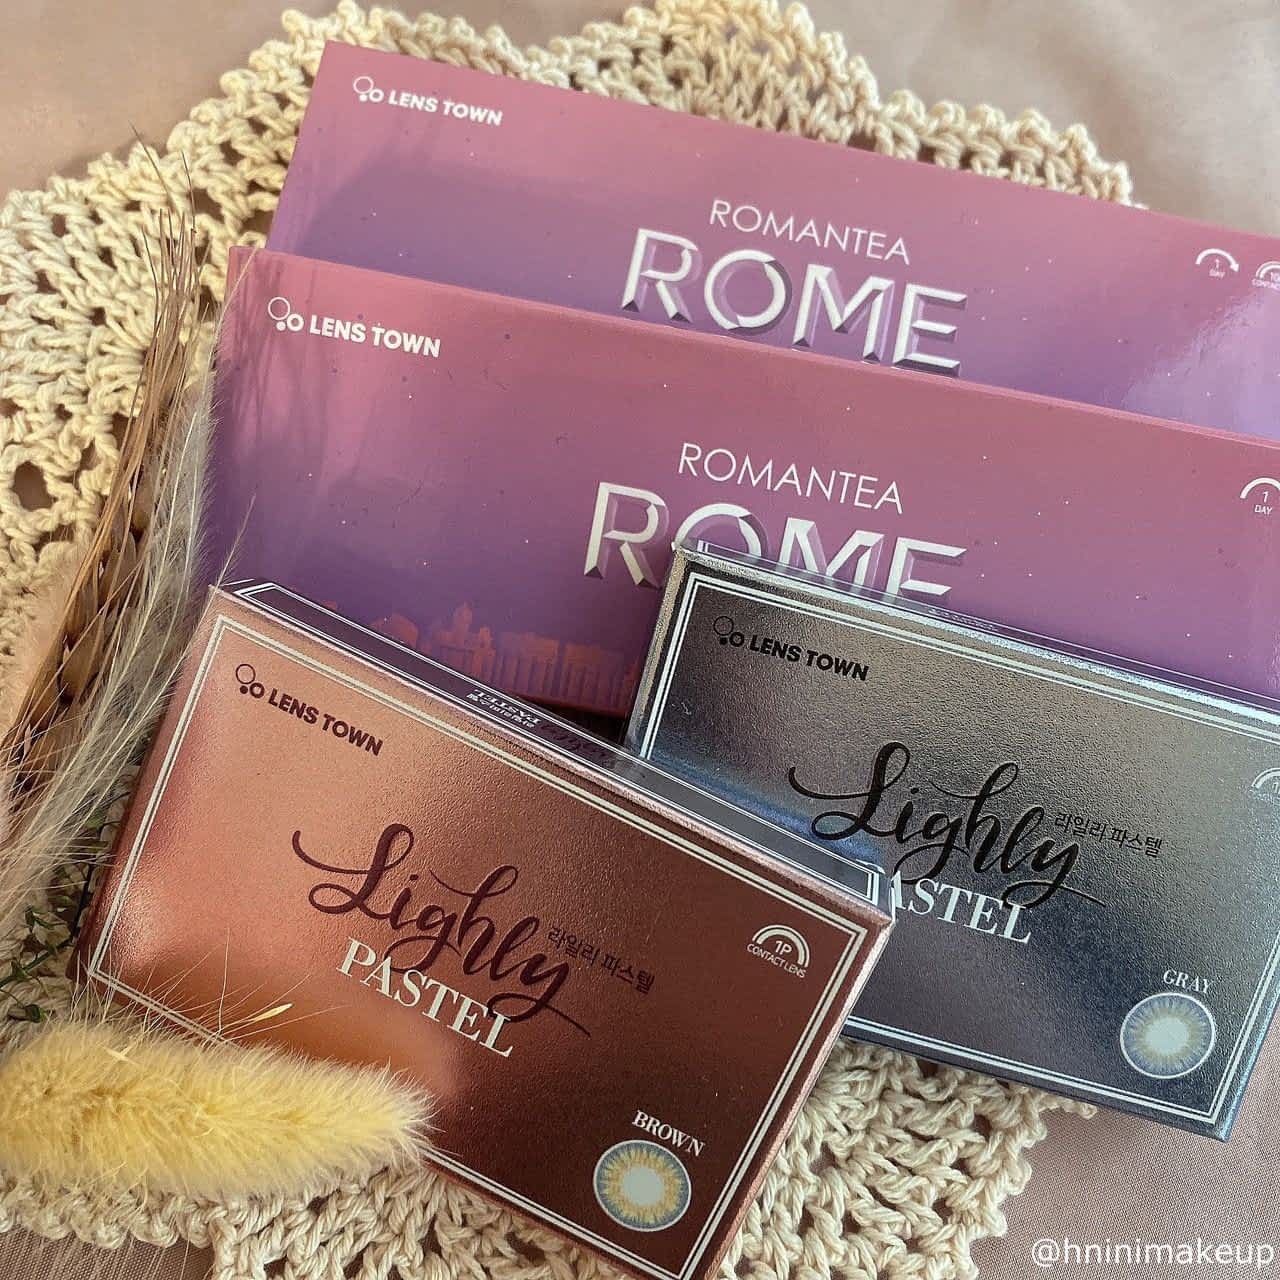 LENS TOWN
ROMANTEA
ROME
1
DAY
LENS TOWN
ROMANTEA
ROME
1
DAY
LENS TOWN
Lighly
라일리 파스텔
PASTEL
GRAY
LENS TOWN
Lighly
라일리 파스텔
PASTEL
1P
CONTACT LENS
BROWN
@hninimakeup